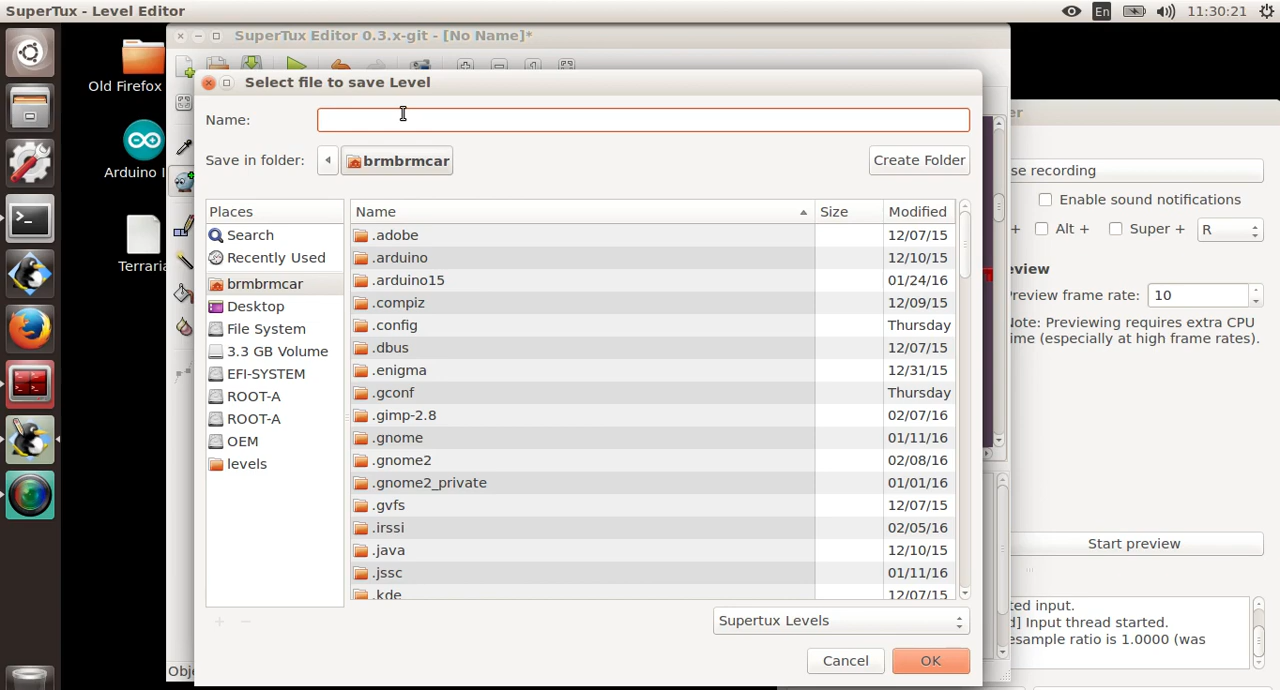 SuperTux - Level Editor
En
11:30:21
SuperTux Editor 0.3.x-git - [No Name]*
Old Firefox
Select file to save Level
er
Name:
Arduino I
Save in folder:
brmbrmcar
Create Folder
se recording
Enable sound notifications
+ Alt + Super + R
Places
Name Size Modified
Search
Recently Used
brmbrmcar
Desktop
File System
3.3 GB Volume
EFI-SYSTEM
ROOT-A
ROOT-A
OEM
levels
.adobe 12/07/15
.arduino 12/10/15
.arduino15 01/24/16
.compiz 12/09/15
.config Thursday
.dbus 12/07/15
.enigma 12/31/15
.gconf Thursday
.gimp-2.8 02/07/16
.gnome 01/11/16
.gnome2 02/08/16
.gnome2_private 01/01/16
.gvfs 12/07/15
.irssi 02/05/16
.java 12/10/15
.jssc 01/11/16
.kde 12/07/15
Terraria
eview
Preview frame rate: 10
Note: Previewing requires extra CPU
time (especially at high frame rates).
Start preview
Supertux Levels
Cancel
OK
ted input.
d] Input thread started.
esample ratio is 1.0000 (was
Obje